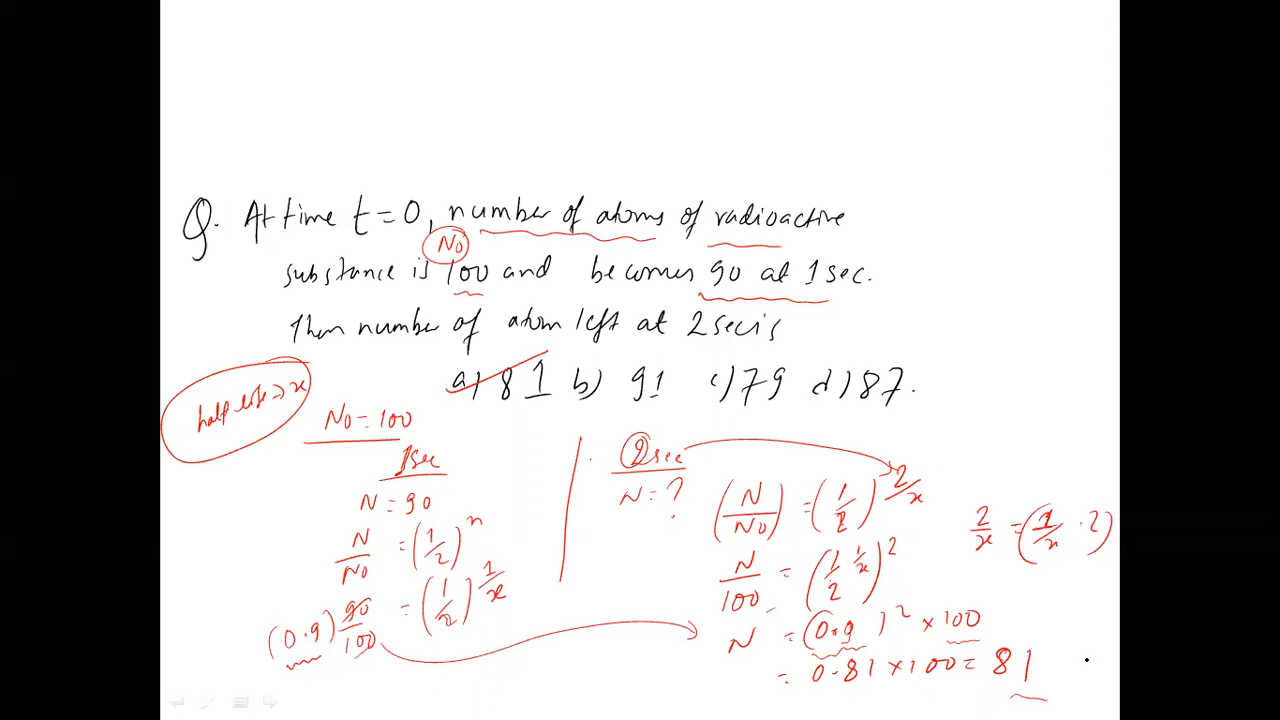 Q. At time t=0, number of atoms of radioactive
N0
substance is 100 and becomes 90 at 1 sec.
Then number of atom left at 2 sec is
a) 81 b) 91 c) 79 d) 87.
half life => x
N0 = 100
1 sec
N = 90
N/N0 = (1/2)^n
(0.9) 90/100 = (1/2)^1/x
2 sec
N = ?
(N/N0) = (1/2)^2/x
2/x = (1/x · 2)
N/100 = (1/2^1/x)^2
N = (0.9)^2 × 100
= 0.81 × 100 = 81